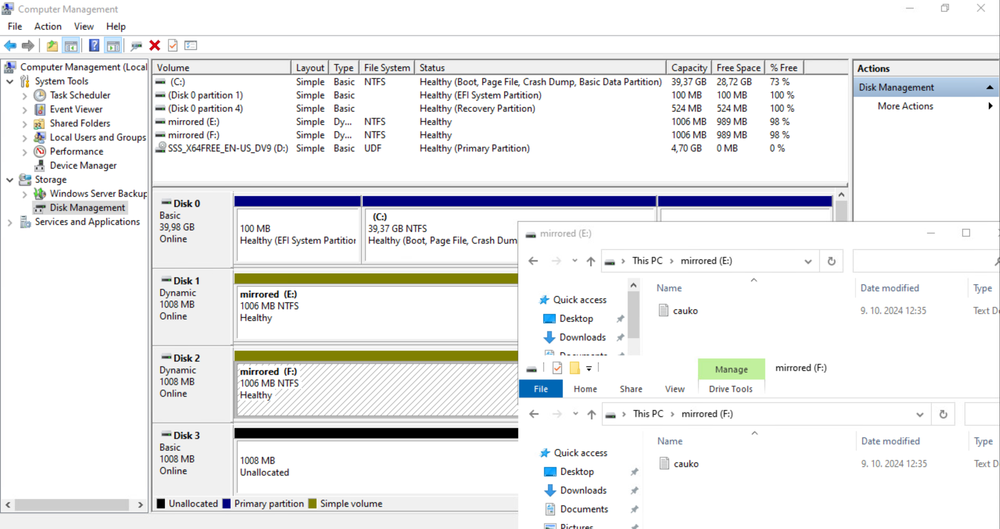 Computer Management
File Action View Help
Computer Management (Local
System Tools
Task Scheduler
Event Viewer
Shared Folders
Local Users and Groups
Performance
Device Manager
Storage
Windows Server Backup
Disk Management
Services and Applications
Volume Layout Type File System Status Capacity Free Space % Free
(C:) Simple Basic NTFS Healthy (Boot, Page File, Crash Dump, Basic Data Partition) 39,37 GB 28,72 GB 73 %
(Disk 0 partition 1) Simple Basic Healthy (EFI System Partition) 100 MB 100 MB 100 %
(Disk 0 partition 4) Simple Basic Healthy (Recovery Partition) 524 MB 524 MB 100 %
mirrored (E:) Simple Dy... NTFS Healthy 1006 MB 989 MB 98 %
mirrored (F:) Simple Dy... NTFS Healthy 1006 MB 989 MB 98 %
SSS_X64FREE_EN-US_DV9 (D:) Simple Basic UDF Healthy (Primary Partition) 4,70 GB 0 MB 0 %
Actions
Disk Management
More Actions
Disk 0
Basic
39,98 GB
Online
100 MB
Healthy (EFI System Partition
(C:)
39,37 GB NTFS
Healthy (Boot, Page File, Crash Dum
Disk 1
Dynamic
1008 MB
Online
mirrored (E:)
1006 MB NTFS
Healthy
Disk 2
Dynamic
1008 MB
Online
mirrored (F:)
1006 MB NTFS
Healthy
Disk 3
Basic
1008 MB
Online
1008 MB
Unallocated
Unallocated Primary partition Simple volume
mirrored (E:)
This PC mirrored (E:)
Name Date modified Type
Quick access
Desktop
Downloads
Documents
cauko 9. 10. 2024 12:35 Text D
Manage mirrored (F:)
File Home Share View Drive Tools
This PC mirrored (F:)
Name Date modified Type
Quick access
Desktop
Downloads
Documents
Pictures
cauko 9. 10. 2024 12:35 Text D